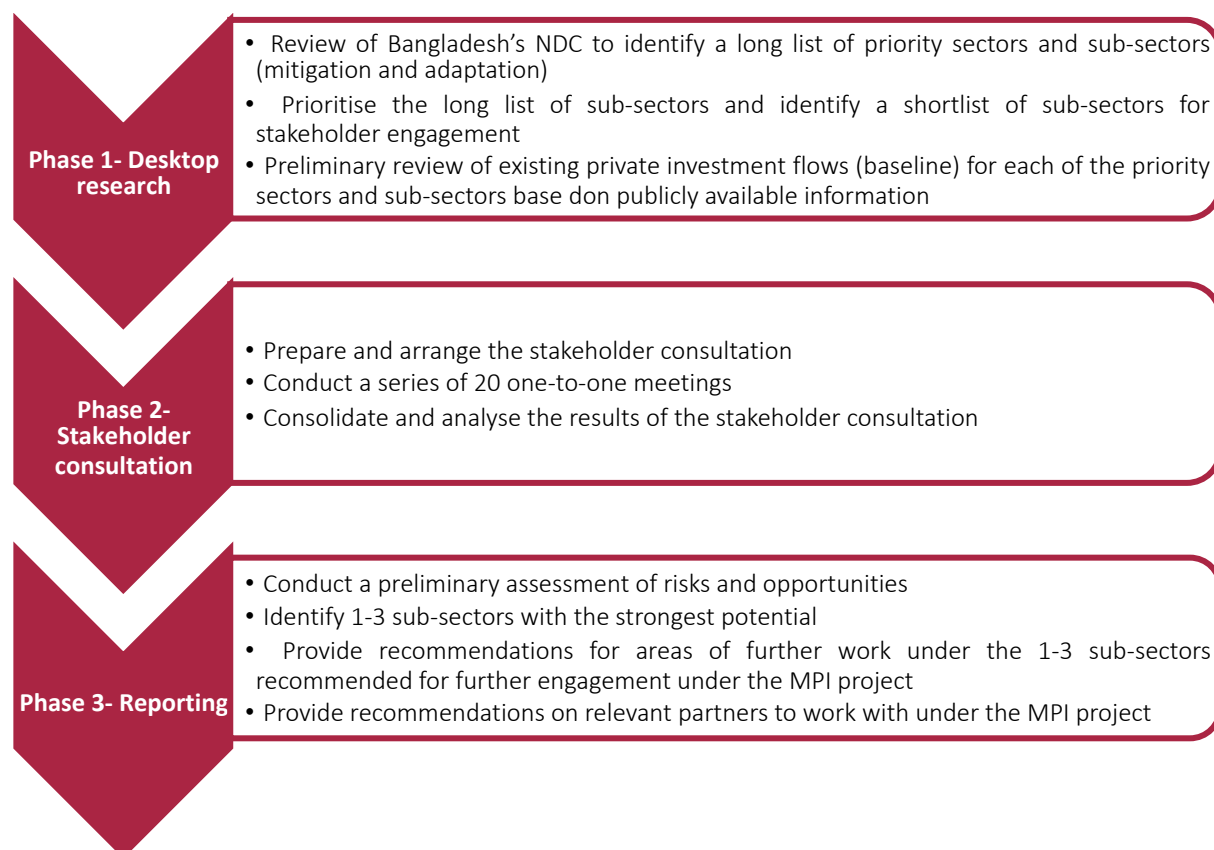 Phase 1- Desktop
research
• Review of Bangladesh’s NDC to identify a long list of priority sectors and sub-sectors
(mitigation and adaptation)
• Prioritise the long list of sub-sectors and identify a shortlist of sub-sectors for
stakeholder engagement
• Preliminary review of existing private investment flows (baseline) for each of the priority
sectors and sub-sectors base don publicly available information
Phase 2-
Stakeholder
consultation
• Prepare and arrange the stakeholder consultation
• Conduct a series of 20 one-to-one meetings
• Consolidate and analyse the results of the stakeholder consultation
Phase 3- Reporting
• Conduct a preliminary assessment of risks and opportunities
• Identify 1-3 sub-sectors with the strongest potential
• Provide recommendations for areas of further work under the 1-3 sub-sectors
recommended for further engagement under the MPI project
• Provide recommendations on relevant partners to work with under the MPI project